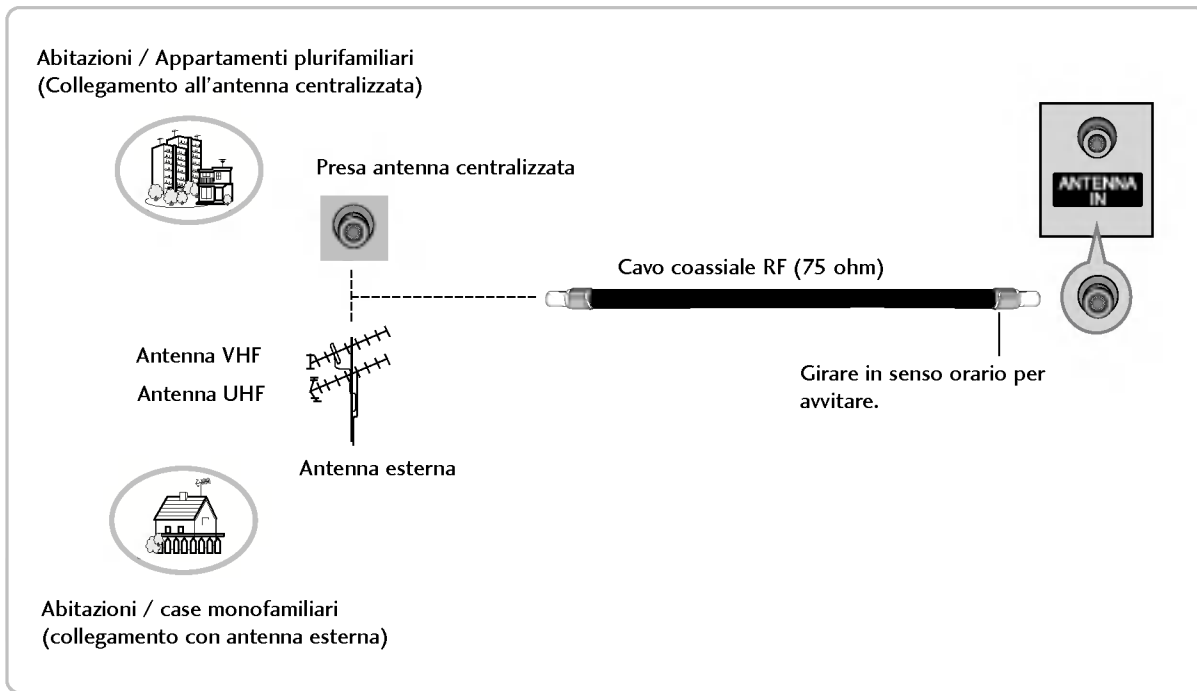 Abitazioni / Appartamenti plurifamiliari
(Collegamento all'antenna centralizzata)
Presa antenna centralizzata
ANTENNA
IN
Cavo coassiale RF (75 ohm)
Antenna VHF
Antenna UHF
Girare in senso orario per
avvitare.
Antenna esterna
Abitazioni / case monofamiliari
(collegamento con antenna esterna)